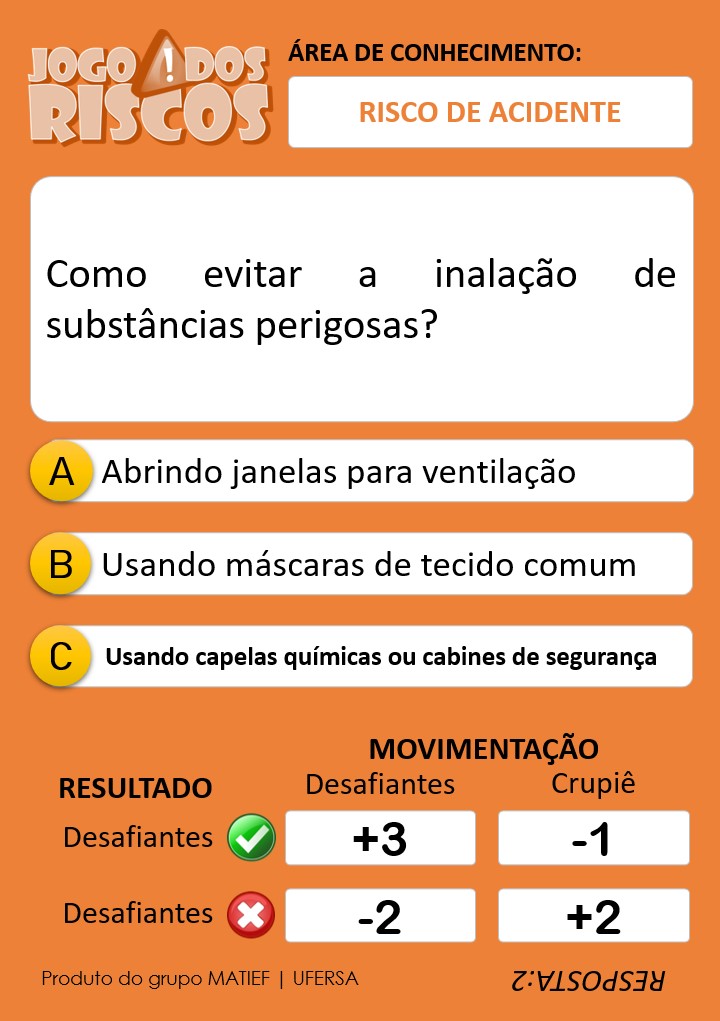 JOGO DOS
RISCOS
ÁREA DE CONHECIMENTO:
RISCO DE ACIDENTE
Como evitar a inalação de
substâncias perigosas?
A Abrindo janelas para ventilação
B Usando máscaras de tecido comum
C Usando capelas químicas ou cabines de segurança
MOVIMENTAÇÃO
RESULTADO Desafiantes Crupiê
Desafiantes +3 -1
Desafiantes -2 +2
Produto do grupo MATIEF | UFERSA
RESPOSTA:2